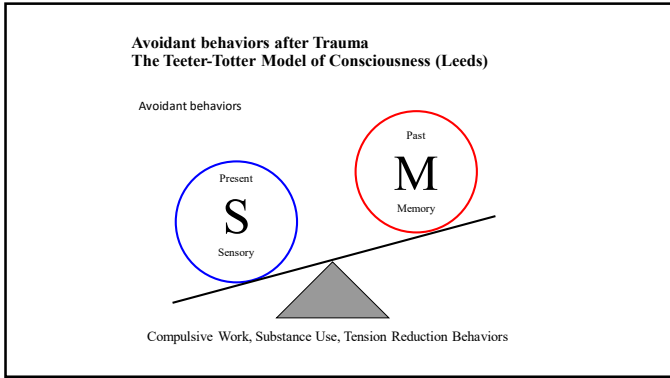 Avoidant behaviors after Trauma
The Teeter-Totter Model of Consciousness (Leeds)
Avoidant behaviors
Past
M
Memory
Present
S
Sensory
Compulsive Work, Substance Use, Tension Reduction Behaviors